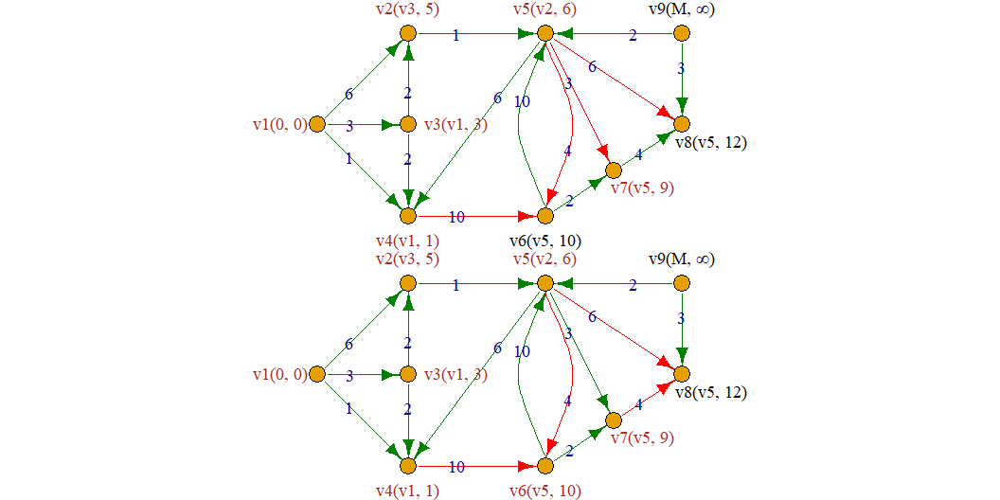 v2(v3, 5) v5(v2, 6) v9(M, ∞)
1 2
6 3
6 2 6 10 3
v1(0, 0) 3 v3(v1, 3)
v8(v5, 12)
1 2 4 4
v7(v5, 9)
2
10
v4(v1, 1) v6(v5, 10)
v2(v3, 5) v5(v2, 6) v9(M, ∞)
1 2
6 3
6 2 6 10 3
v1(0, 0) 3 v3(v1, 3)
v8(v5, 12)
1 2 4 4
v7(v5, 9)
2
10
v4(v1, 1) v6(v5, 10)